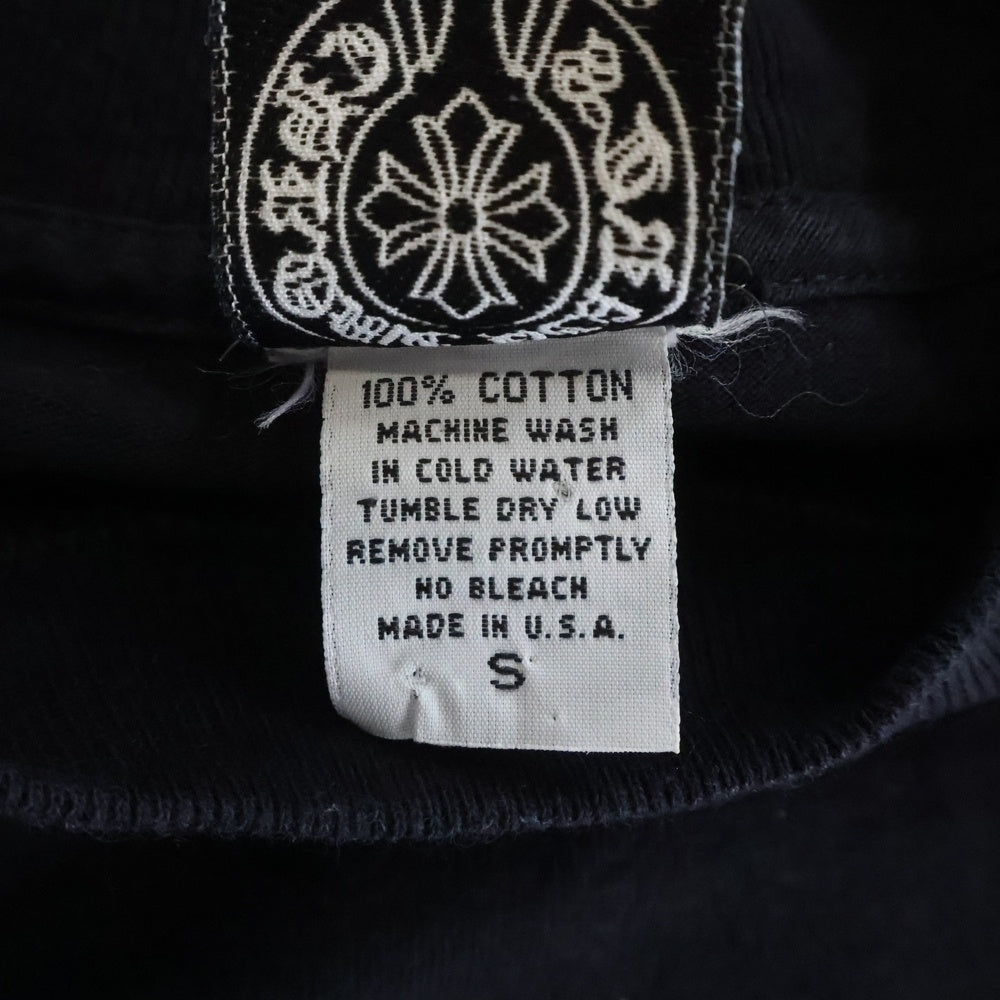 100% COTTON
MACHINE WASH
IN COLD WATER
TUMBLE DRY LOW
REMOVE PROMPTLY
NO BLEACH
MADE IN U.S.A.
S